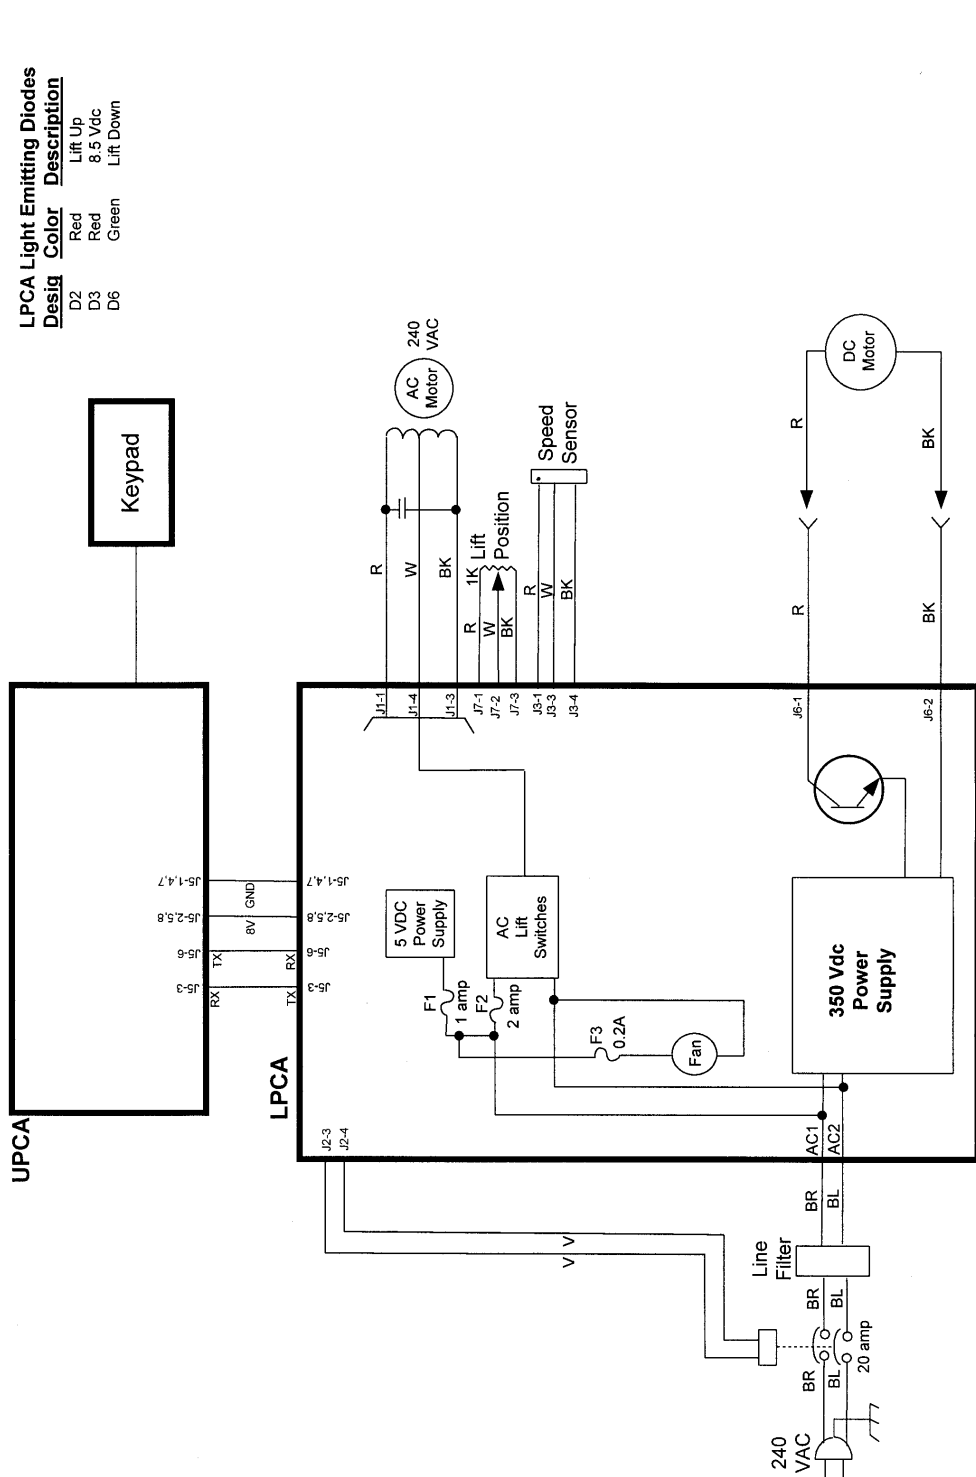 LPCA Light Emitting Diodes
Desig Color Description
D2 Red Lift Up
D3 Red 8.5 Vdc
D6 Green Lift Down
Keypad
UPCA
J5-3
J5-6
J5-2,5,8
J5-1,4,7
RX
TX
8V
GND
TX
RX
J5-3
J5-6
J5-2,5,8
J5-1,4,7
LPCA
J2-3
J2-4
V
V
5 VDC
Power
Supply
F1
1 amp
F2
2 amp
AC
Lift
Switches
F3
0.2A
Fan
350 Vdc
Power
Supply
AC1
AC2
J1-1
J1-4
J1-3
J7-1
J7-2
J7-3
J3-1
J3-3
J3-4
J6-1
J6-2
R
W
BK
AC
Motor
240
VAC
R
W
BK
1K
Lift
Position
R
W
BK
Speed
Sensor
R
R
BK
BK
DC
Motor
240
VAC
BR
BL
20 amp
BR
BL
Line
Filter
BR
BL